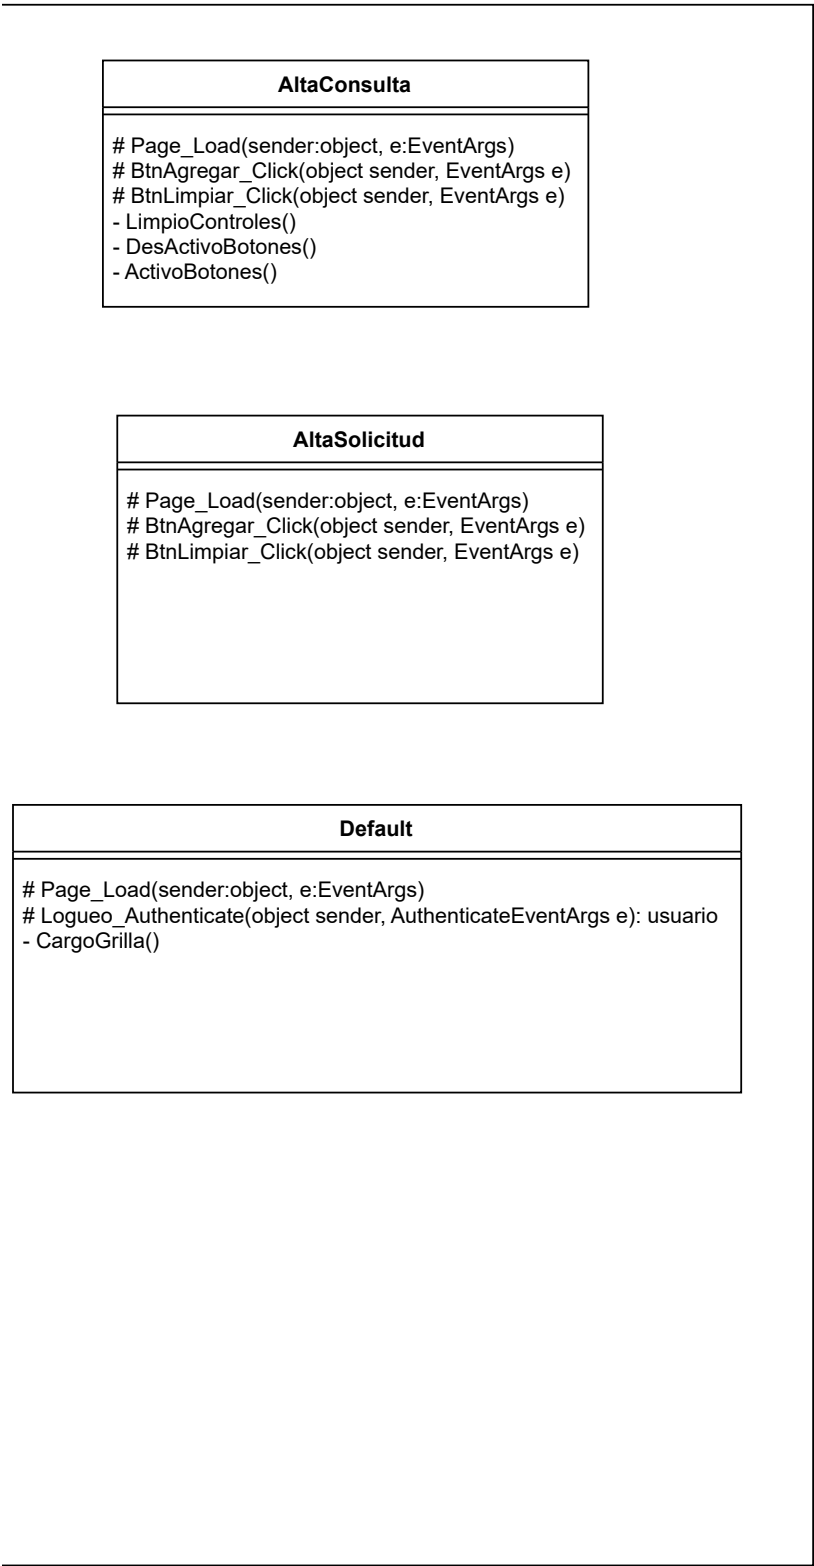 AltaConsulta
# Page_Load(sender:object, e:EventArgs)
# BtnAgregar_Click(object sender, EventArgs e)
# BtnLimpiar_Click(object sender, EventArgs e)
- LimpioControles()
- DesActivoBotones()
- ActivoBotones()
AltaSolicitud
# Page_Load(sender:object, e:EventArgs)
# BtnAgregar_Click(object sender, EventArgs e)
# BtnLimpiar_Click(object sender, EventArgs e)
Default
# Page_Load(sender:object, e:EventArgs)
# Logueo_Authenticate(object sender, AuthenticateEventArgs e): usuario
- CargoGrilla()